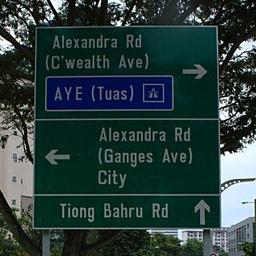 Alexandra Rd
(C'wealth Ave)
AYE (Tuas)
Alexandra Rd
(Ganges Ave)
City
Tiong Bahru Rd